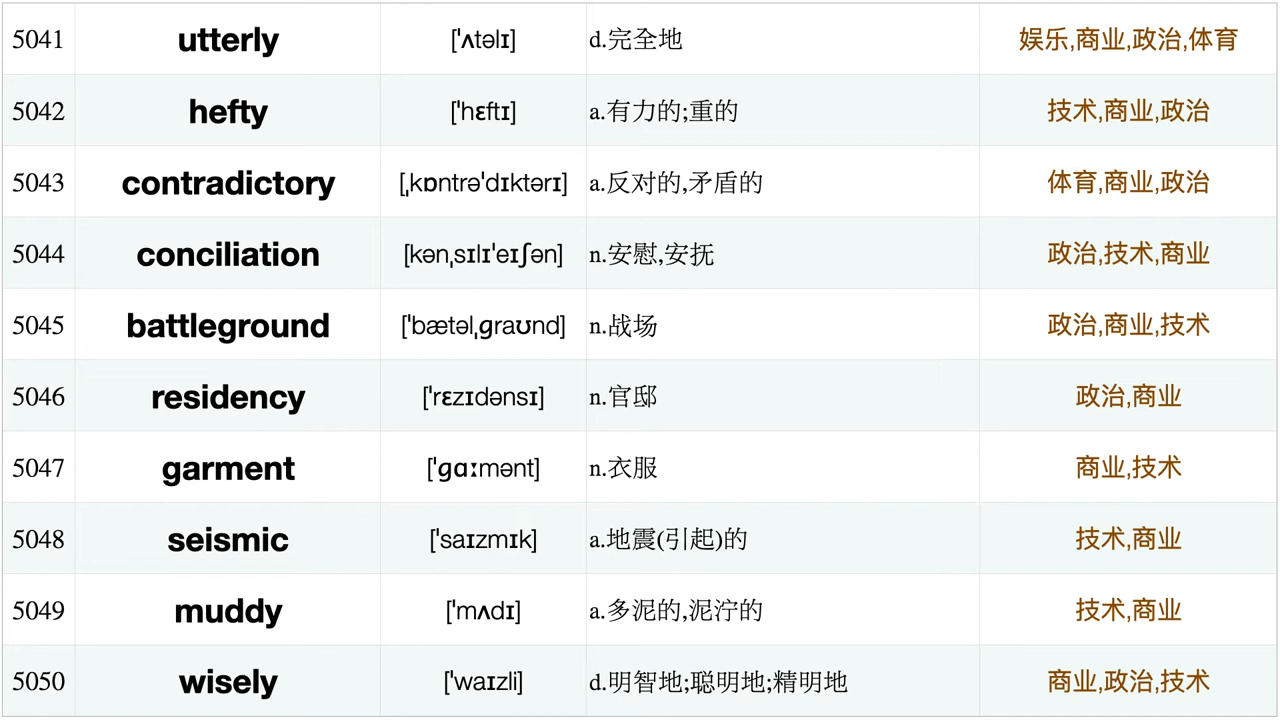 5041 utterly [ˈʌtəlɪ] d.完全地 娱乐,商业,政治,体育
5042 hefty [ˈhɛftɪ] a.有力的;重的 技术,商业,政治
5043 contradictory [ˌkɒntrəˈdɪktərɪ] a.反对的,矛盾的 体育,商业,政治
5044 conciliation [kənˌsɪlɪˈeɪʃən] n.安慰,安抚 政治,技术,商业
5045 battleground [ˈbætəlˌɡraʊnd] n.战场 政治,商业,技术
5046 residency [ˈrɛzɪdənsɪ] n.官邸 政治,商业
5047 garment [ˈɡɑːmənt] n.衣服 商业,技术
5048 seismic [ˈsaɪzmɪk] a.地震(引起)的 技术,商业
5049 muddy [ˈmʌdɪ] a.多泥的,泥泞的 技术,商业
5050 wisely [ˈwaɪzli] d.明智地;聪明地;精明地 商业,政治,技术